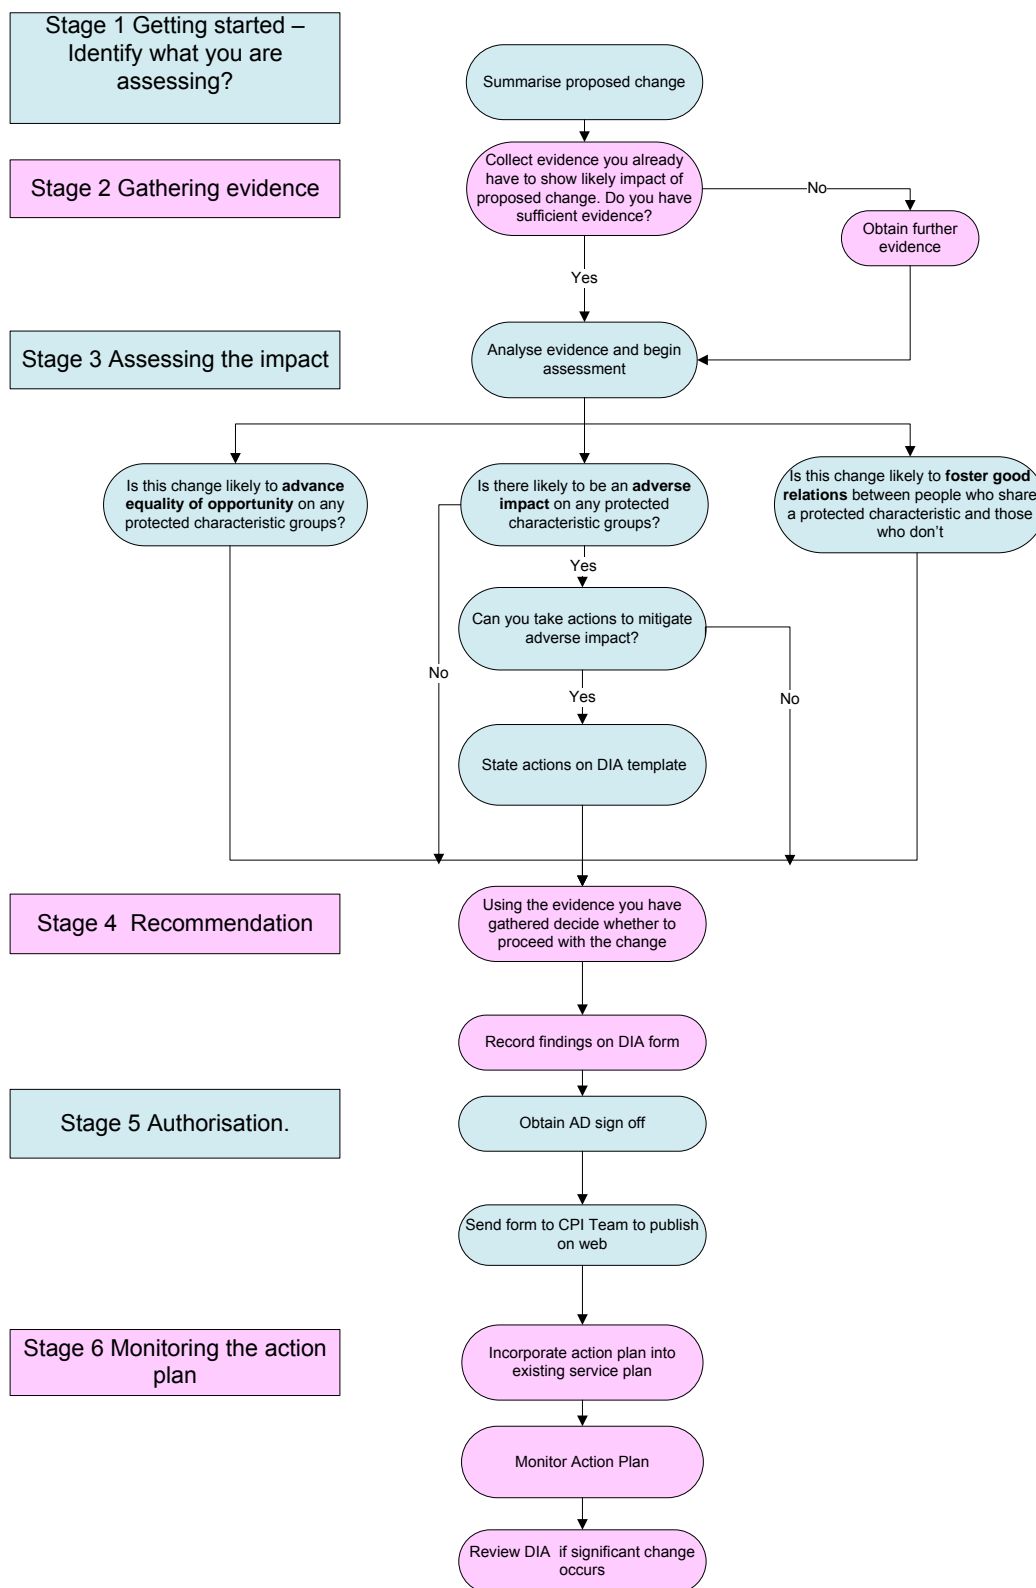 Stage 1 Getting started –
Identify what you are
assessing?
Summarise proposed change
Stage 2 Gathering evidence
Collect evidence you already
have to show likely impact of
proposed change. Do you have
sufficient evidence?
No
Obtain further
evidence
Yes
Stage 3 Assessing the impact
Analyse evidence and begin
assessment
Is this change likely to advance
equality of opportunity on any
protected characteristic groups?
Is there likely to be an adverse
impact on any protected
characteristic groups?
Is this change likely to foster good
relations between people who share
a protected characteristic and those
who don’t
Yes
Can you take actions to mitigate
adverse impact?
No
Yes
No
State actions on DIA template
Stage 4  Recommendation
Using the evidence you have
gathered decide whether to
proceed with the change
Record findings on DIA form
Stage 5 Authorisation.
Obtain AD sign off
Send form to CPI Team to publish
on web
Stage 6 Monitoring the action
plan
Incorporate action plan into
existing service plan
Monitor Action Plan
Review DIA  if significant change
occurs